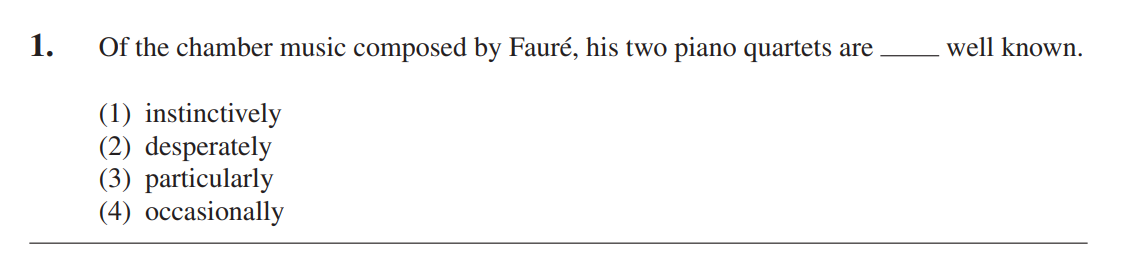 1. Of the chamber music composed by Fauré, his two piano quartets are _____ well known.
(1) instinctively
(2) desperately
(3) particularly
(4) occasionally